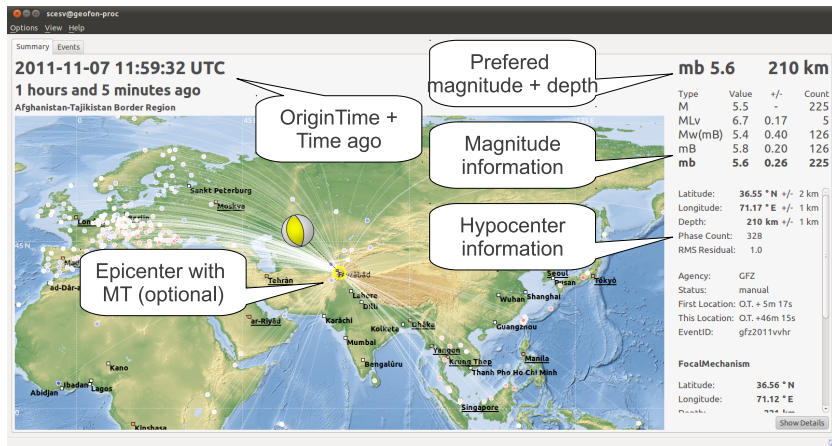 scesv@geofon-proc
Options View Help
Summary Events
2011-11-07 11:59:32 UTC
1 hours and 5 minutes ago
Afghanistan-Tajikistan Border Region
OriginTime +
Time ago
Prefered
magnitude + depth
Magnitude
information
Hypocenter
information
Epicenter with
MT (optional)
mb 5.6 210 km
Type Value +/- Count
M 5.5 - 225
MLv 6.7 0.17 5
Mw(mB) 5.4 0.40 126
mB 5.8 0.20 126
mb 5.6 0.26 225
Latitude: 36.55 ° N +/- 2 km
Longitude: 71.17 ° E +/- 1 km
Depth: 210 km +/- 1 km
Phase Count: 328
RMS Residual: 1.0
Agency: GFZ
Status: manual
First Location: O.T. + 5m 17s
This Location: O.T. +46m 15s
EventID: gfz2011vvhr
FocalMechanism
Latitude: 36.56 ° N
Longitude: 71.12 ° E
Show Details
0
45 N
Sankt Peterburg
Moskva
Tehrān
Lahore
Karāchi
Dhāka
Kolkata
Mumbai
Bengalūru
ar-Riyād
Kano
Ibadan
Lagos
Abidjan
Kinshasa
Wuhan
Shanghai
Guangzhou
Seoul
Pusan
Tōkyō
Yangon
Krung Thep
Thanh Pho Ho Chi Minh
Manila
Singapore